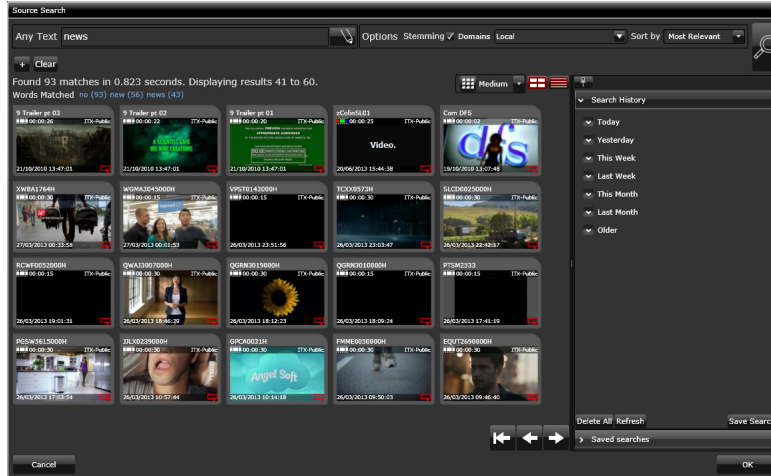 Source Search
Any Text news Options Stemming Domains Local Sort by Most Relevant
+ Clear
Found 93 matches in 0.823 seconds. Displaying results 41 to 60.
Words Matched no (93) new (56) news (43)
Medium
Search History
9 Trailer pt 03 9 Trailer pt 02 9 Trailer pt 01 zColinSL01 Com DFS
00:00:26 ITX-Public 00:00:22 ITX-Public 00:00:20 ITX-Public 00:00:25 ITX-Public 00:00:02 ITX-Public
PREVIEW
APPROPRIATE AUDIENCES
A SCIENTIST GAVE
HIS NINE CREATIONS
Video.
dfs
21/10/2010 13:47:01 21/10/2010 13:47:01 21/10/2010 13:47:01 20/06/2013 15:44:38 19/10/2010 13:07:48
Today
Yesterday
This Week
Last Week
This Month
Last Month
Older
XWBA1764H WGMA3045000H VPST0143000H TCXX0573H SLCD0025000H
00:00:30 ITX-Public 00:00:15 ITX-Public 00:00:15 ITX-Public 00:00:30 ITX-Public 00:00:30 ITX-Public
27/03/2013 00:33:58 27/03/2013 00:01:53 26/03/2013 23:51:56 26/03/2013 23:03:47 26/03/2013 22:42:17
RCWF0052000H QWAJ3007000H QGRN3019000H QGRN3010000H PTSM2533
00:00:15 ITX-Public 00:00:30 ITX-Public 00:00:30 ITX-Public 00:00:15 ITX-Public 00:00:15 ITX-Public
26/03/2013 19:01:31 26/03/2013 18:46:29 26/03/2013 18:12:23 26/03/2013 18:09:24 26/03/2013 17:41:19
PGSW5615000H JJLX0239000H GPCA0031H FMME0050000H EQUT2690000H
00:00:30 ITX-Public 00:00:30 ITX-Public 00:00:30 ITX-Public 00:00:30 ITX-Public 00:00:30 ITX-Public
Angel Soft
26/03/2013 17:03:54 26/03/2013 10:57:44 26/03/2013 10:14:18 26/03/2013 09:50:03 26/03/2013 09:46:40
Delete All Refresh Save Searc
Saved searches
Cancel OK